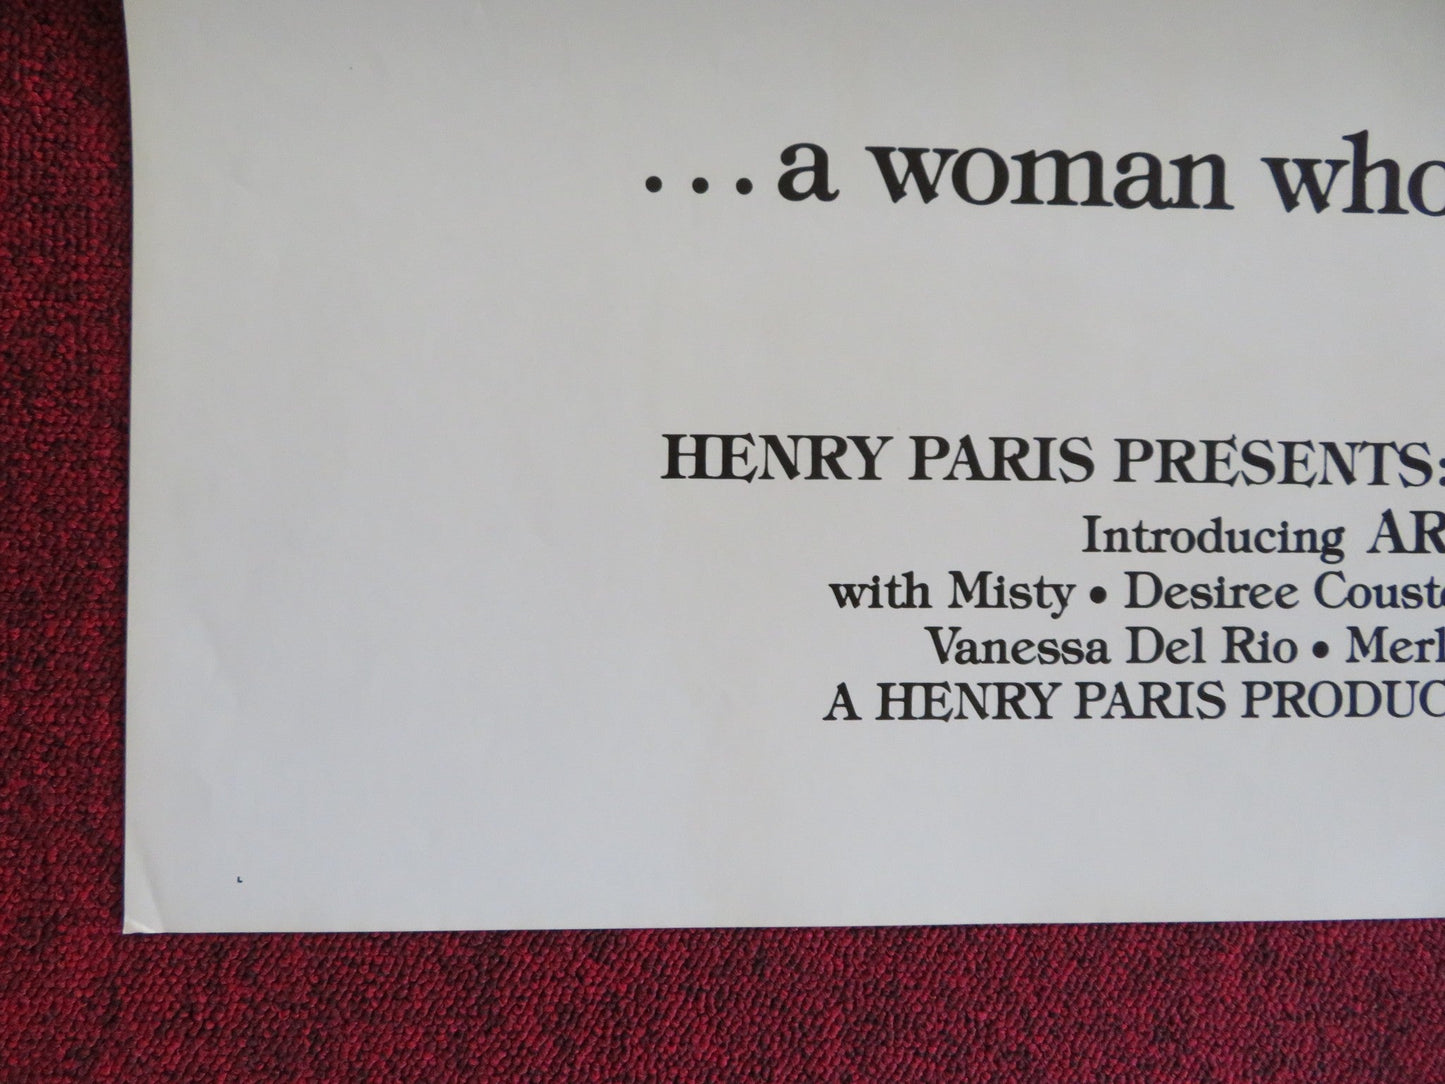 ...a woman who
HENRY PARIS PRESENTS:
Introducing AR
with Misty • Desiree Couste
Vanessa Del Rio • Merl
A HENRY PARIS PRODUC